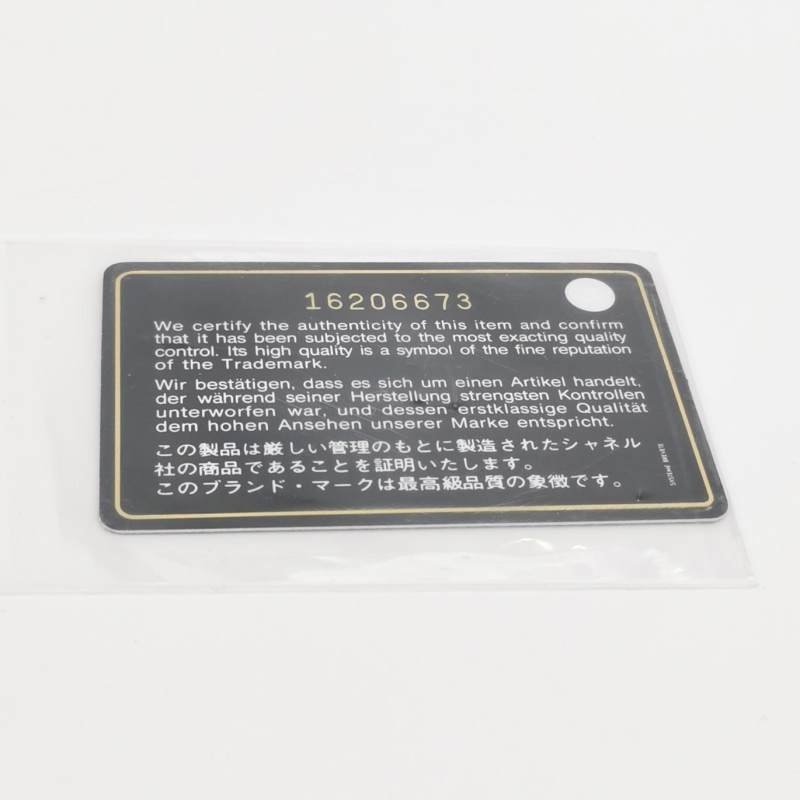 16206673
We certify the authenticity of this item and confirm
that it has been subjected to the most exacting quality
control. Its high quality is a symbol of the fine reputation
of the Trademark.
Wir bestätigen, dass es sich um einen Artikel handelt,
der während seiner Herstellung strengsten Kontrollen
unterworfen war, und dessen erstklassige Qualität
dem hohen Ansehen unserer Marke entspricht.
この製品は厳しい管理のもとに製造されたシャネル
社の商品であることを証明いたします。
このブランド・マークは最高級品質の象徴です。
SYSTEME BREVETE